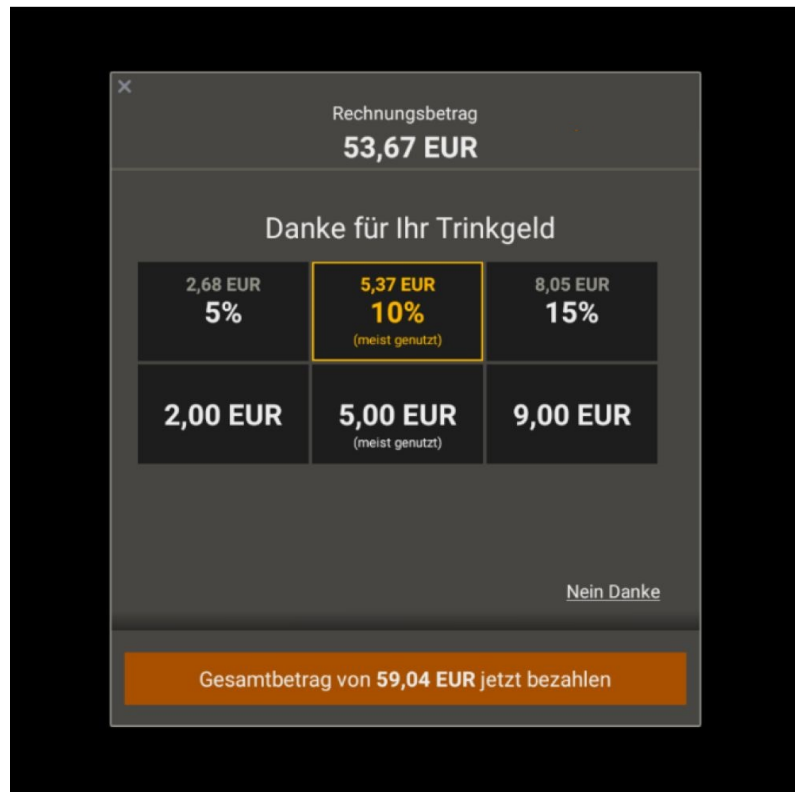 ×
Rechnungsbetrag
53,67 EUR
Danke für Ihr Trinkgeld
2,68 EUR
5%
5,37 EUR
10%
(meist genutzt)
8,05 EUR
15%
2,00 EUR
5,00 EUR
(meist genutzt)
9,00 EUR
Nein Danke
Gesamtbetrag von 59,04 EUR jetzt bezahlen